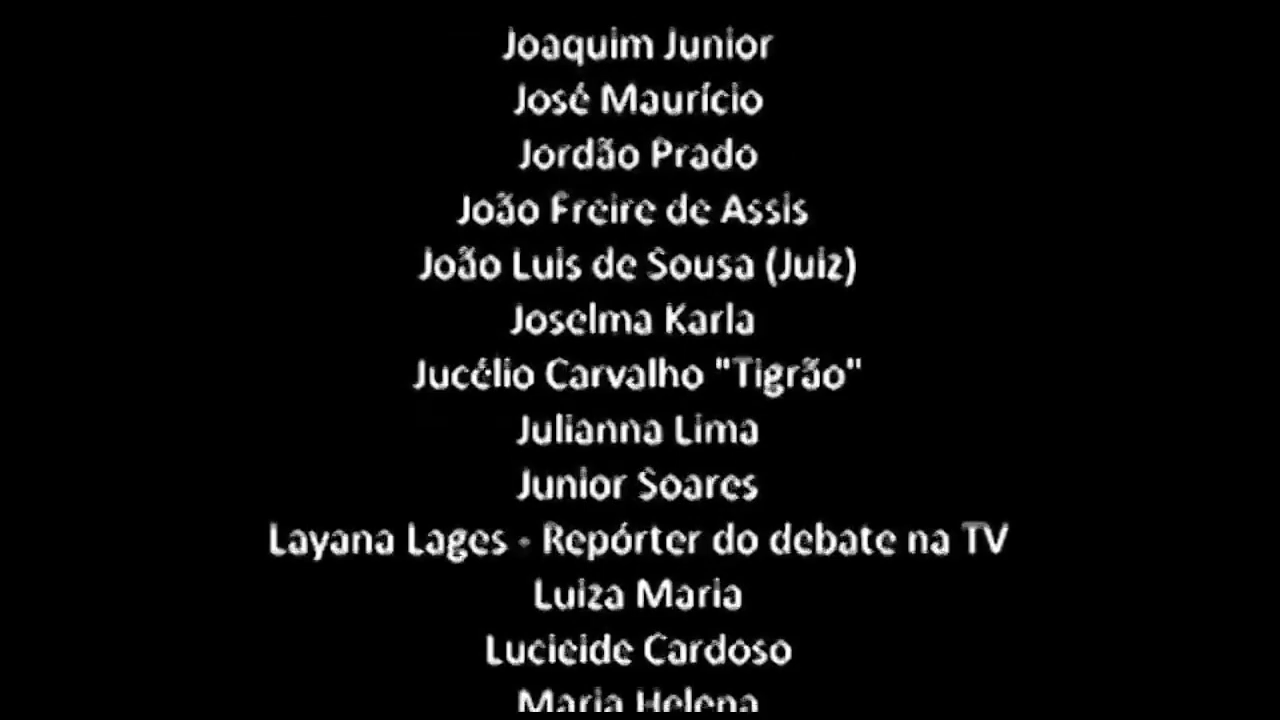 Joaquim Junior
José Maurício
Jordão Prado
João Freire de Assis
João Luis de Sousa (Juiz)
Joselma Karla
Jucélio Carvalho "Tigrão"
Julianna Lima
Junior Soares
Layana Lages - Repórter do debate na TV
Luiza Maria
Lucieide Cardoso
Maria Helena